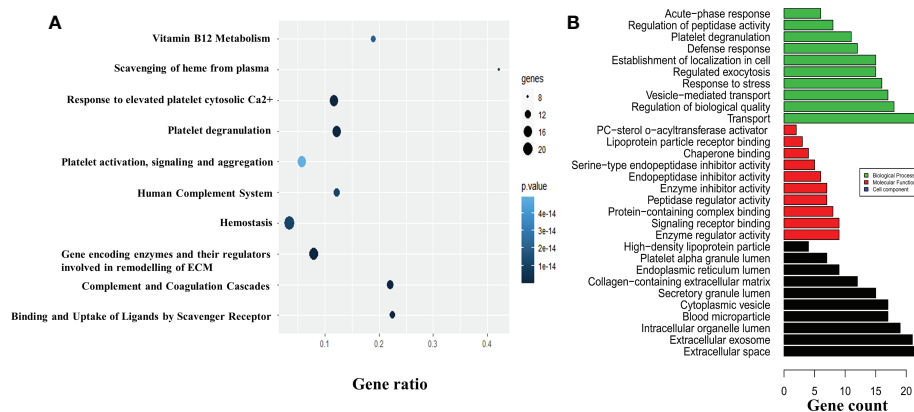 A
Vitamin B12 Metabolism
Scavenging of heme from plasma
Response to elevated platelet cytosolic Ca2+
Platelet degranulation
Platelet activation, signaling and aggregation
Human Complement System
Hemostasis
Gene encoding enzymes and their regulators
involved in remodelling of ECM
Complement and Coagulation Cascades
Binding and Uptake of Ligands by Scavenger Receptor
0.1 0.2 0.3 0.4
Gene ratio
genes
8
12
16
20
p.value
4e-14
3e-14
2e-14
1e-14
B
Acute−phase response
Regulation of peptidase activity
Platelet degranulation
Defense response
Establishment of localization in cell
Regulated exocytosis
Response to stress
Vesicle−mediated transport
Regulation of biological quality
Transport
PC−sterol o−acyltransferase activator
Lipoprotein particle receptor binding
Chaperone binding
Serine−type endopeptidase inhibitor activity
Endopeptidase inhibitor activity
Enzyme inhibitor activity
Peptidase regulator activity
Protein−containing complex binding
Signaling receptor binding
Enzyme regulator activity
High−density lipoprotein particle
Platelet alpha granule lumen
Endoplasmic reticulum lumen
Collagen−containing extracellular matrix
Secretory granule lumen
Cytoplasmic vesicle
Blood microparticle
Intracellular organelle lumen
Extracellular exosome
Extracellular space
0 5 10 15 20
Gene count
Biological Process
Molecular Function
Cell component